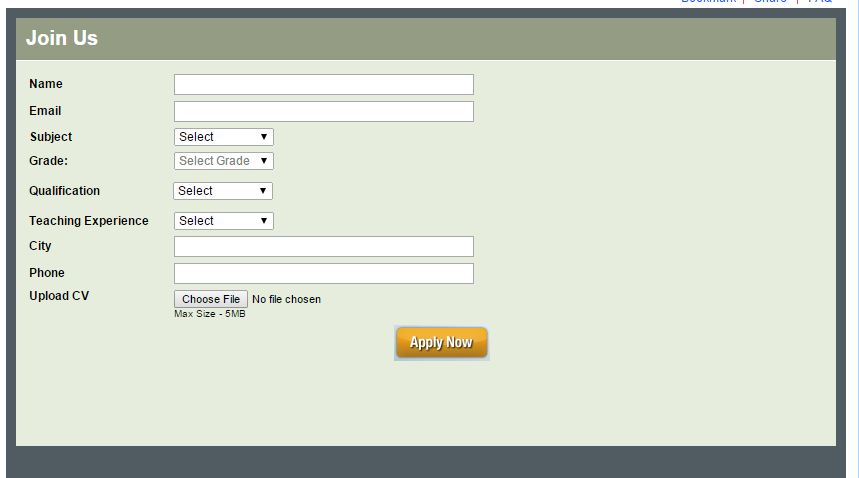 Bookmark | Share | FAQ
Join Us
Name
Email
Subject Select
Grade: Select Grade
Qualification Select
Teaching Experience Select
City
Phone
Upload CV Choose File No file chosen
Max Size - 5MB
Apply Now